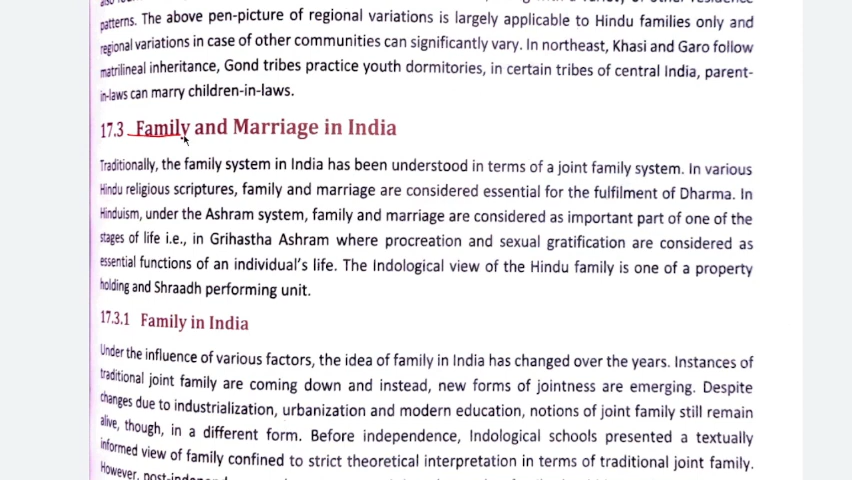 patterns. The above pen-picture of regional variations is largely applicable to Hindu families only and
regional variations in case of other communities can significantly vary. In northeast, Khasi and Garo follow
matrilineal inheritance, Gond tribes practice youth dormitories, in certain tribes of central India, parent-
in-laws can marry children-in-laws.
17.3 Family and Marriage in India
Traditionally, the family system in India has been understood in terms of a joint family system. In various
Hindu religious scriptures, family and marriage are considered essential for the fulfilment of Dharma. In
Hinduism, under the Ashram system, family and marriage are considered as important part of one of the
stages of life i.e., in Grihastha Ashram where procreation and sexual gratification are considered as
essential functions of an individual's life. The Indological view of the Hindu family is one of a property
holding and Shraadh performing unit.
17.3.1 Family in India
Under the influence of various factors, the idea of family in India has changed over the years. Instances of
traditional joint family are coming down and instead, new forms of jointness are emerging. Despite
changes due to industrialization, urbanization and modern education, notions of joint family still remain
alive, though, in a different form. Before independence, Indological schools presented a textually
informed view of family confined to strict theoretical interpretation in terms of traditional joint family.
However,